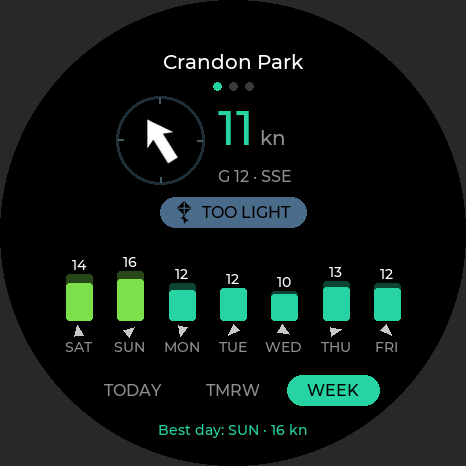 Crandon Park
11 kn
G 12 · SSE
TOO LIGHT
14 16 12 12 10 13 12
SAT SUN MON TUE WED THU FRI
TODAY TMRW WEEK
Best day: SUN · 16 kn